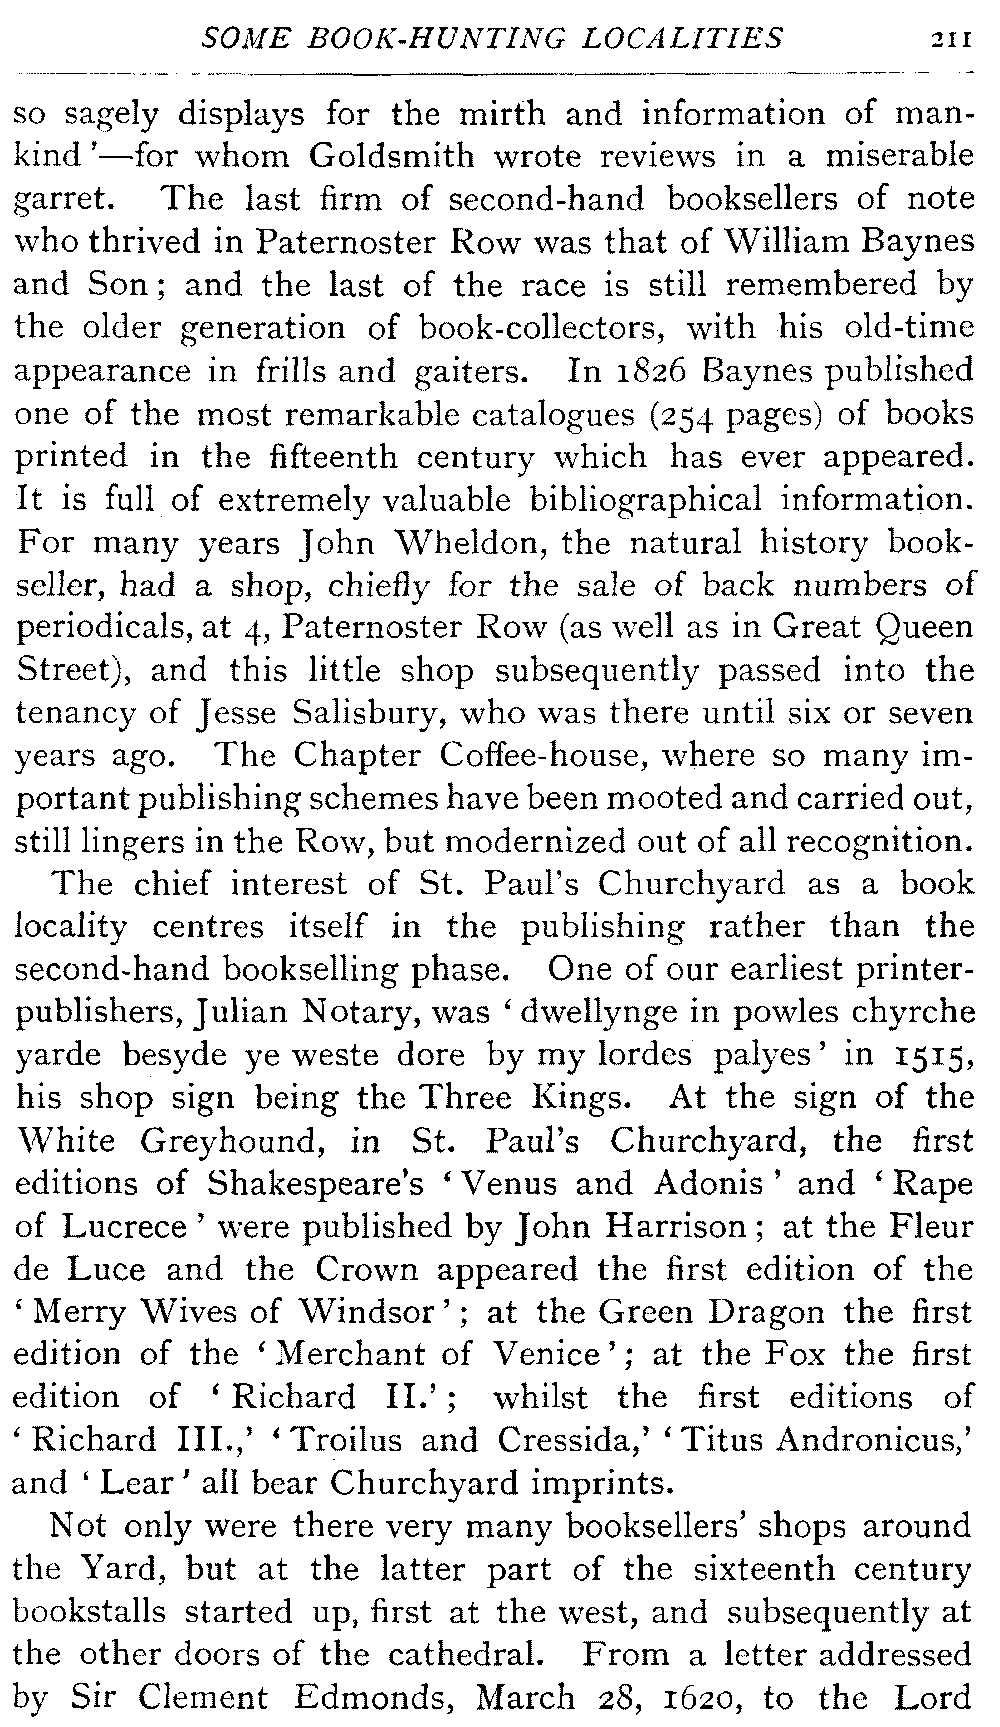 SOME BOOK-HUNTING LOCALITIES 211
so sagely displays for the mirth and information of man-
kind'—for whom Goldsmith wrote reviews in a miserable
garret. The last firm of second-hand booksellers of note
who thrived in Paternoster Row was that of William Baynes
and Son; and the last of the race is still remembered by
the older generation of book-collectors, with his old-time
appearance in frills and gaiters. In 1826 Baynes published
one of the most remarkable catalogues (254 pages) of books
printed in the fifteenth century which has ever appeared.
It is full of extremely valuable bibliographical information.
For many years John Wheldon, the natural history book-
seller, had a shop, chiefly for the sale of back numbers of
periodicals, at 4, Paternoster Row (as well as in Great Queen
Street), and this little shop subsequently passed into the
tenancy of Jesse Salisbury, who was there until six or seven
years ago. The Chapter Coffee-house, where so many im-
portant publishing schemes have been mooted and carried out,
still lingers in the Row, but modernized out of all recognition.
The chief interest of St. Paul's Churchyard as a book
locality centres itself in the publishing rather than the
second-hand bookselling phase. One of our earliest printer-
publishers, Julian Notary, was 'dwellynge in powles chyrche
yarde besyde ye weste dore by my lordes palyes' in 1515,
his shop sign being the Three Kings. At the sign of the
White Greyhound, in St. Paul's Churchyard, the first
editions of Shakespeare's 'Venus and Adonis' and 'Rape
of Lucrece' were published by John Harrison; at the Fleur
de Luce and the Crown appeared the first edition of the
'Merry Wives of Windsor'; at the Green Dragon the first
edition of the 'Merchant of Venice'; at the Fox the first
edition of 'Richard II.'; whilst the first editions of
'Richard III.,' 'Troilus and Cressida,' 'Titus Andronicus,'
and 'Lear' all bear Churchyard imprints.
Not only were there very many booksellers' shops around
the Yard, but at the latter part of the sixteenth century
bookstalls started up, first at the west, and subsequently at
the other doors of the cathedral. From a letter addressed
by Sir Clement Edmonds, March 28, 1620, to the Lord